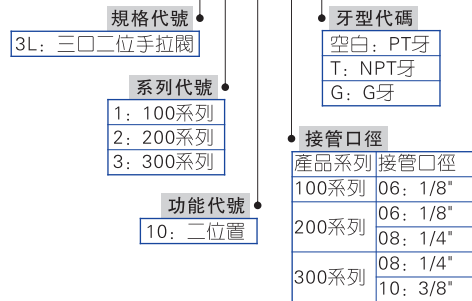 規格代號
3L：三口二位手拉閥
系列代號
1：100系列
2：200系列
3：300系列
功能代號
10：二位置
牙型代碼
空白：PT牙
T：NPT牙
G：G牙
接管口徑
產品系列 接管口徑
100系列 06：1/8"
200系列 06：1/8"
08：1/4"
300系列 08：1/4"
10：3/8"